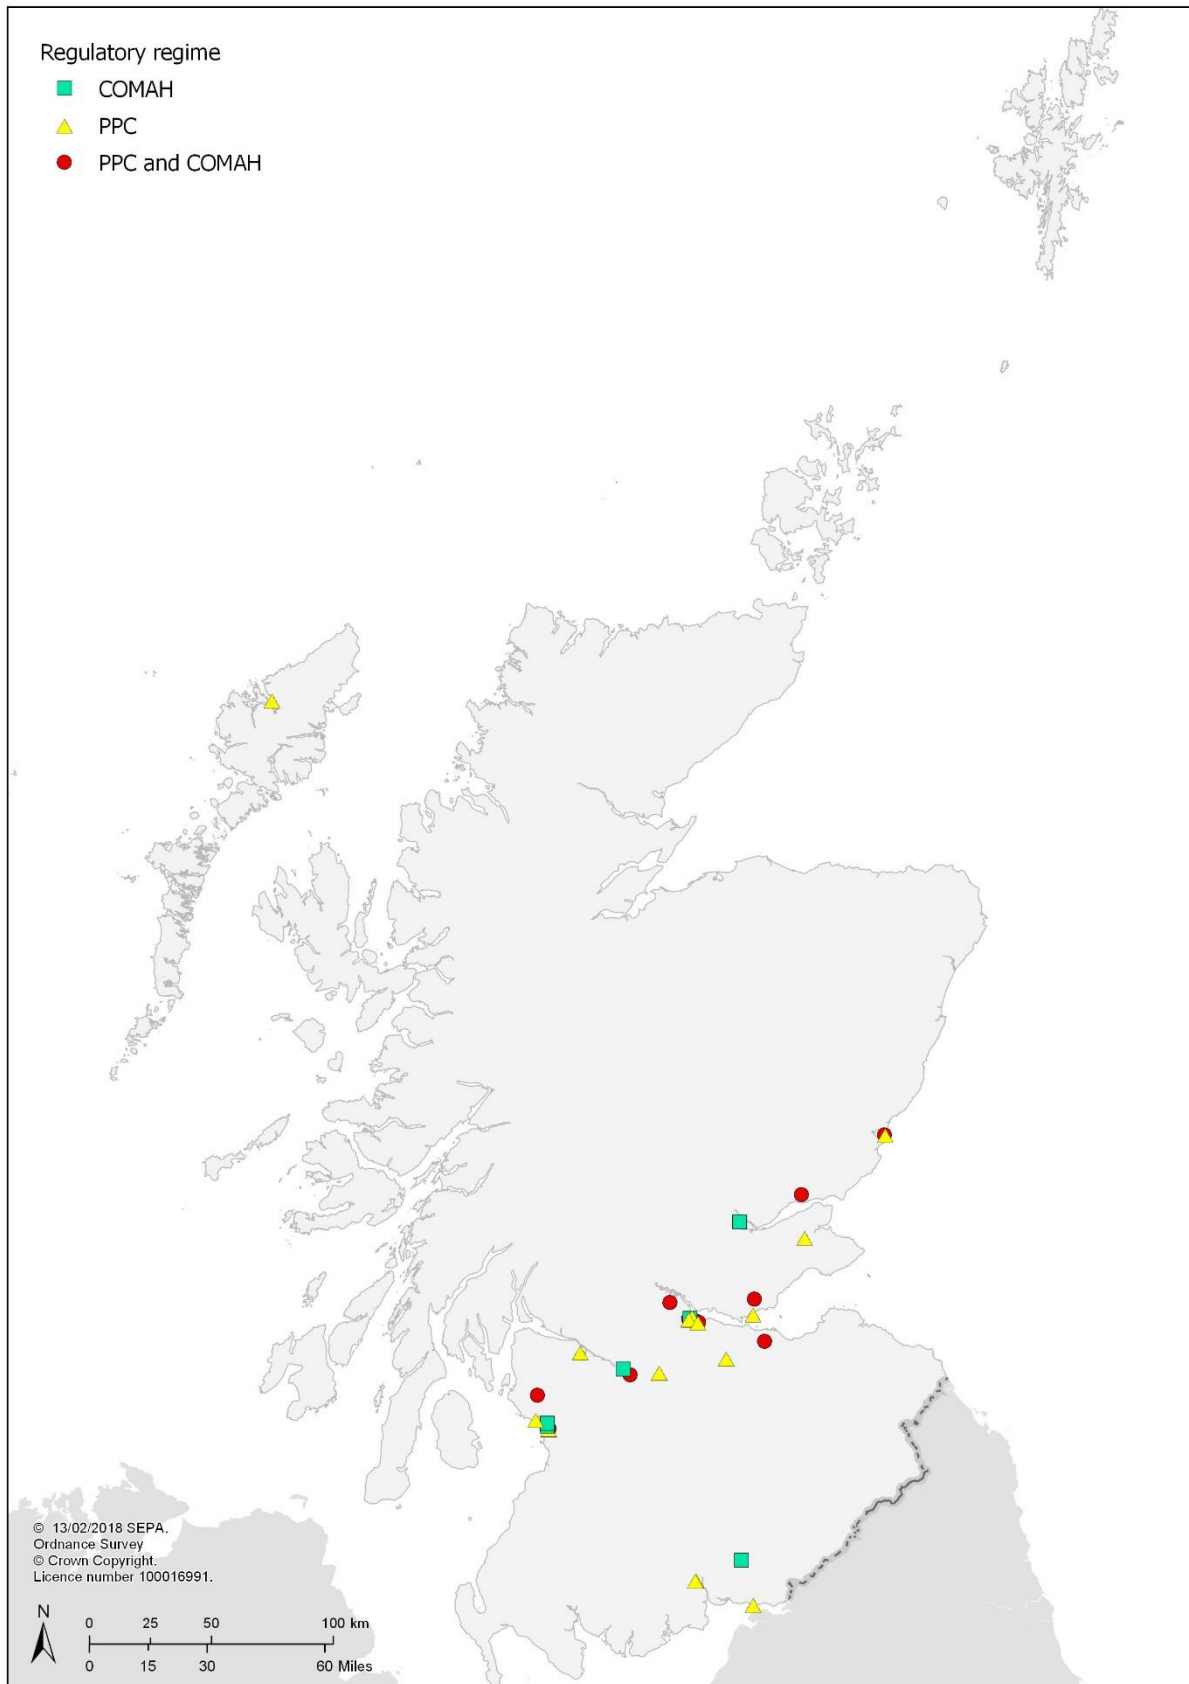 Regulatory regime
COMAH
PPC
PPC and COMAH
© 13/02/2018 SEPA.
Ordnance Survey
© Crown Copyright.
Licence number 100016991.
N
0 25 50 100 km
0 15 30 60 Miles